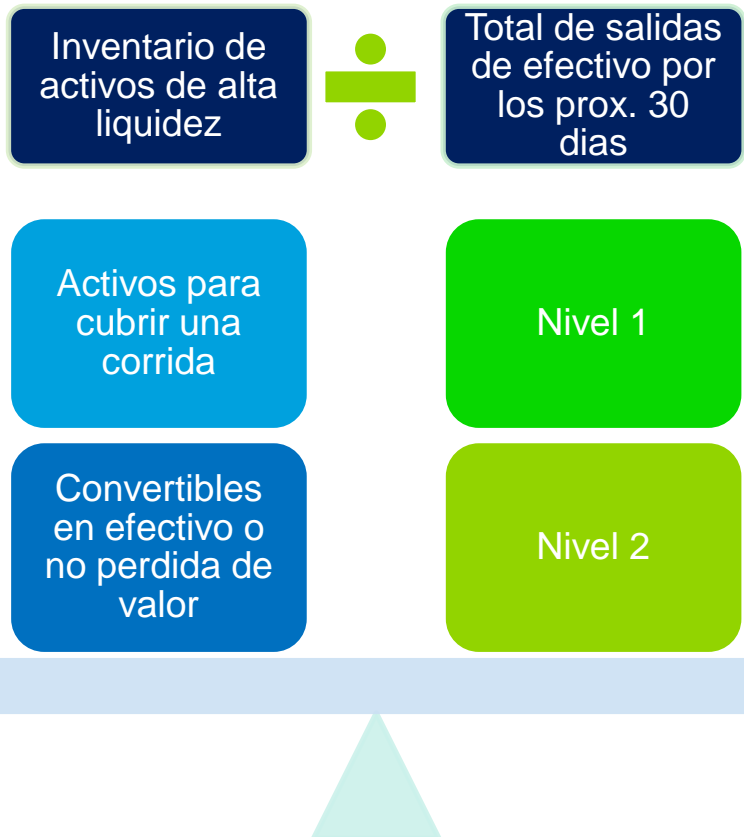 Inventario de
activos de alta
liquidez
Total de salidas
de efectivo por
los prox. 30
dias
Activos para
cubrir una
corrida
Nivel 1
Convertibles
en efectivo o
no perdida de
valor
Nivel 2